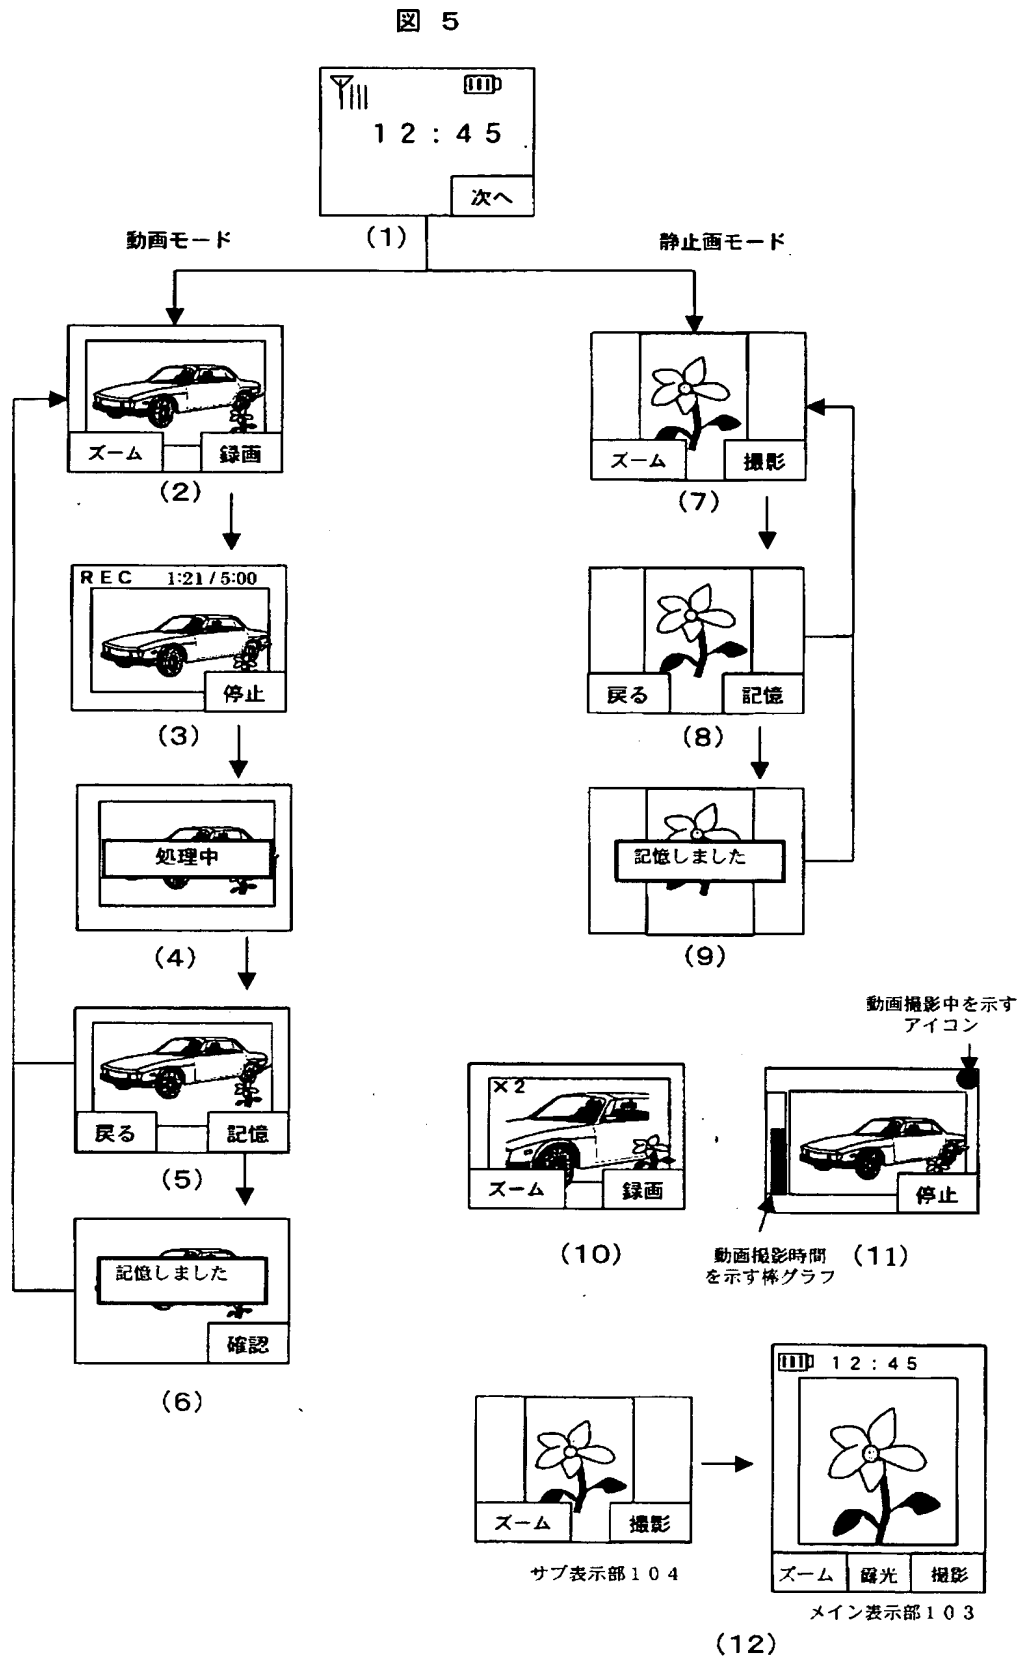 図 5
12:45
次へ
(1)
動画モード
静止画モード
ズーム
録画
(2)
REC 1:21/5:00
停止
(3)
処理中
(4)
戻る
記憶
(5)
記憶しました
確認
(6)
ズーム
撮影
(7)
戻る
記憶
(8)
記憶しました
(9)
×2
ズーム
録画
(10)
動画撮影中を示す
アイコン
停止
動画撮影時間
を示す棒グラフ
(11)
ズーム
撮影
サブ表示部104
12:45
ズーム
露光
撮影
メイン表示部103
(12)